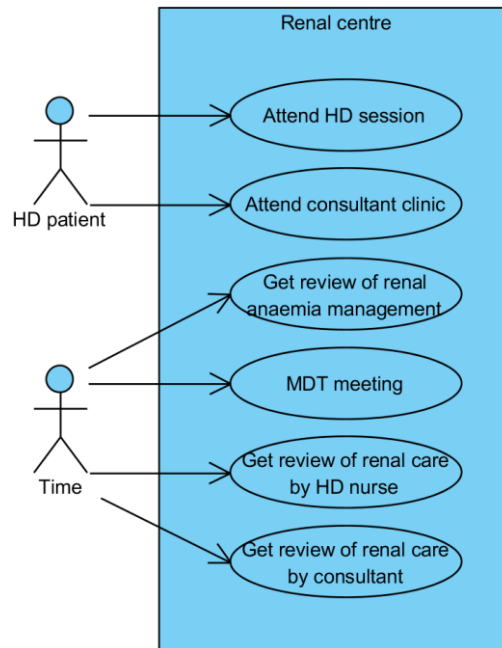 Renal centre
Attend HD session
HD patient
Attend consultant clinic
Get review of renal
anaemia management
MDT meeting
Time
Get review of renal care
by HD nurse
Get review of renal care
by consultant